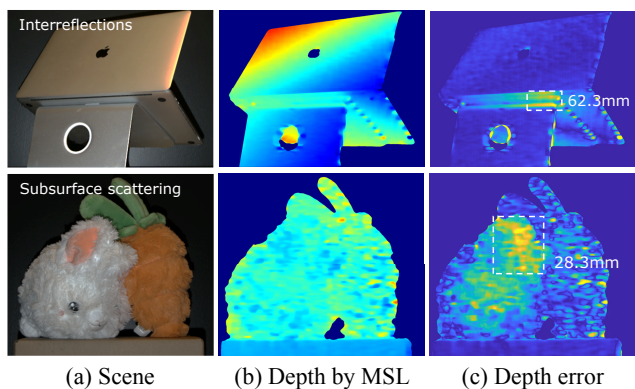 Interreflections
62.3mm
Subsurface scattering
28.3mm
(a) Scene
(b) Depth by MSL
(c) Depth error